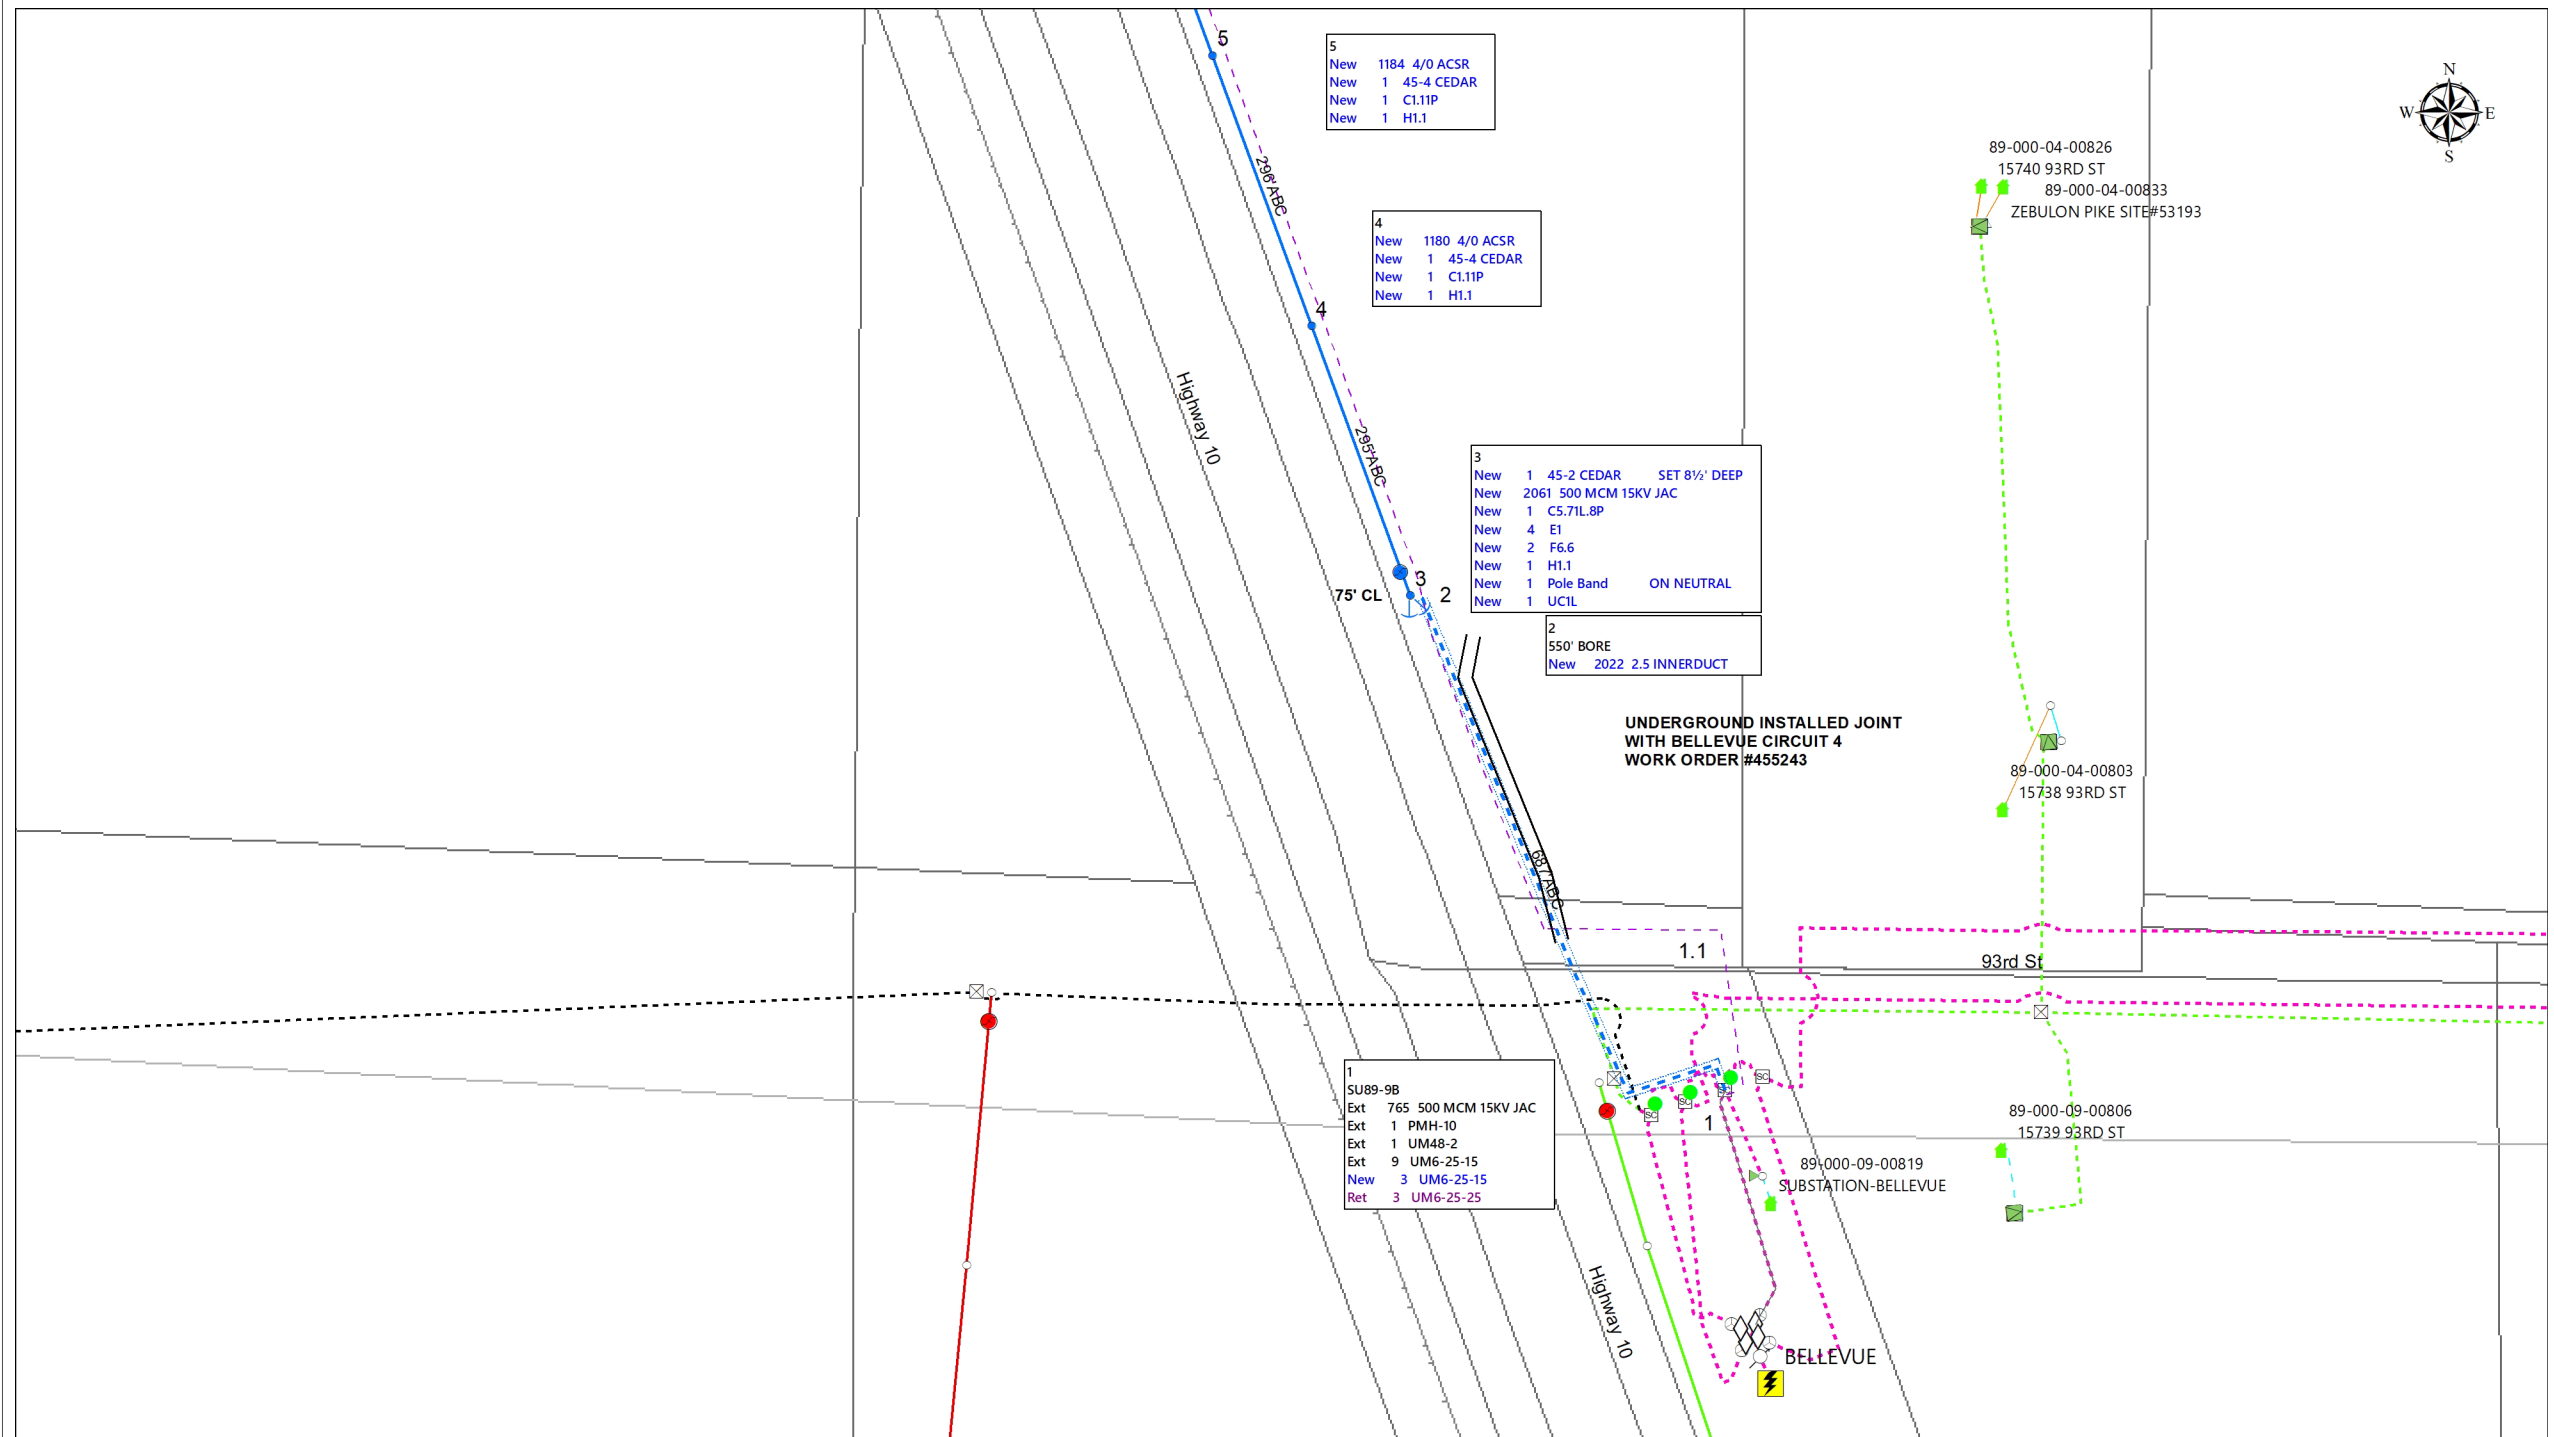 5
5
New 1184 4/0 ACSR
New 1 45-4 CEDAR
New 1 C1.11P
New 1 H1.1
N
W E
S
296'ABC
89-000-04-00826
15740 93RD ST
89-000-04-00833
ZEBULON PIKE SITE#53193
4
New 1180 4/0 ACSR
New 1 45-4 CEDAR
New 1 C1.11P
New 1 H1.1
4
Highway 10
295'ABC
3
New 1 45-2 CEDAR SET 8½' DEEP
New 2061 500 MCM 15KV JAC
New 1 C5.71L.8P
New 4 E1
New 2 F6.6
New 1 H1.1
New 1 Pole Band ON NEUTRAL
New 1 UC1L
3
75' CL
2
2
550' BORE
New 2022 2.5 INNERDUCT
UNDERGROUND INSTALLED JOINT
WITH BELLEVUE CIRCUIT 4
WORK ORDER #455243
89-000-04-00803
15738 93RD ST
687'ABC
1.1
93rd St
1
SU89-9B
Ext 765 500 MCM 15KV JAC
Ext 1 PMH-10
Ext 1 UM48-2
Ext 9 UM6-25-15
New 3 UM6-25-15
Ret 3 UM6-25-25
SC
SC
SC
SC
1
89-000-09-00806
15739 93RD ST
89-000-09-00819
SUBSTATION-BELLEVUE
Highway 10
BELLEVUE